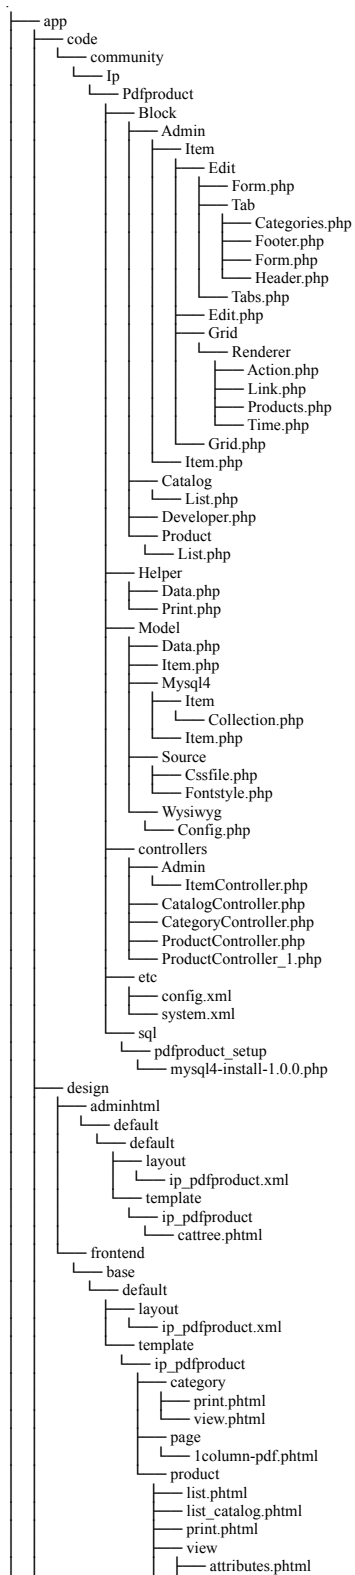 .
├── app
│   ├── code
│   │   └── community
│   │       └── Ip
│   │           └── Pdfproduct
│   │               ├── Block
│   │               │   ├── Admin
│   │               │   │   ├── Item
│   │               │   │   │   ├── Edit
│   │               │   │   │   │   ├── Form.php
│   │               │   │   │   │   ├── Tab
│   │               │   │   │   │   │   ├── Categories.php
│   │               │   │   │   │   │   ├── Footer.php
│   │               │   │   │   │   │   ├── Form.php
│   │               │   │   │   │   │   └── Header.php
│   │               │   │   │   │   └── Tabs.php
│   │               │   │   │   ├── Edit.php
│   │               │   │   │   ├── Grid
│   │               │   │   │   │   └── Renderer
│   │               │   │   │   │       ├── Action.php
│   │               │   │   │   │       ├── Link.php
│   │               │   │   │   │       ├── Products.php
│   │               │   │   │   │       └── Time.php
│   │               │   │   │   └── Grid.php
│   │               │   │   └── Item.php
│   │               │   ├── Catalog
│   │               │   │   └── List.php
│   │               │   ├── Developer.php
│   │               │   └── Product
│   │               │       └── List.php
│   │               ├── Helper
│   │               │   ├── Data.php
│   │               │   └── Print.php
│   │               ├── Model
│   │               │   ├── Data.php
│   │               │   ├── Item.php
│   │               │   ├── Mysql4
│   │               │   │   ├── Item
│   │               │   │   │   └── Collection.php
│   │               │   │   └── Item.php
│   │               │   ├── Source
│   │               │   │   ├── Cssfile.php
│   │               │   │   └── Fontstyle.php
│   │               │   └── Wysiwyg
│   │               │       └── Config.php
│   │               ├── controllers
│   │               │   ├── Admin
│   │               │   │   └── ItemController.php
│   │               │   ├── CatalogController.php
│   │               │   ├── CategoryController.php
│   │               │   ├── ProductController.php
│   │               │   └── ProductController_1.php
│   │               ├── etc
│   │               │   ├── config.xml
│   │               │   └── system.xml
│   │               └── sql
│   │                   └── pdfproduct_setup
│   │                       └── mysql4-install-1.0.0.php
│   ├── design
│   │   ├── adminhtml
│   │   │   └── default
│   │   │       └── default
│   │   │           ├── layout
│   │   │           │   └── ip_pdfproduct.xml
│   │   │           └── template
│   │   │               └── ip_pdfproduct
│   │   │                   └── cattree.phtml
│   │   └── frontend
│   │       └── base
│   │           └── default
│   │               ├── layout
│   │               │   └── ip_pdfproduct.xml
│   │               └── template
│   │                   └── ip_pdfproduct
│   │                       ├── category
│   │                       │   ├── print.phtml
│   │                       │   └── view.phtml
│   │                       ├── page
│   │                       │   └── 1column-pdf.phtml
│   │                       └── product
│   │                           ├── list.phtml
│   │                           ├── list_catalog.phtml
│   │                           ├── print.phtml
│   │                           ├── view
│   │                           │   ├── attributes.phtml